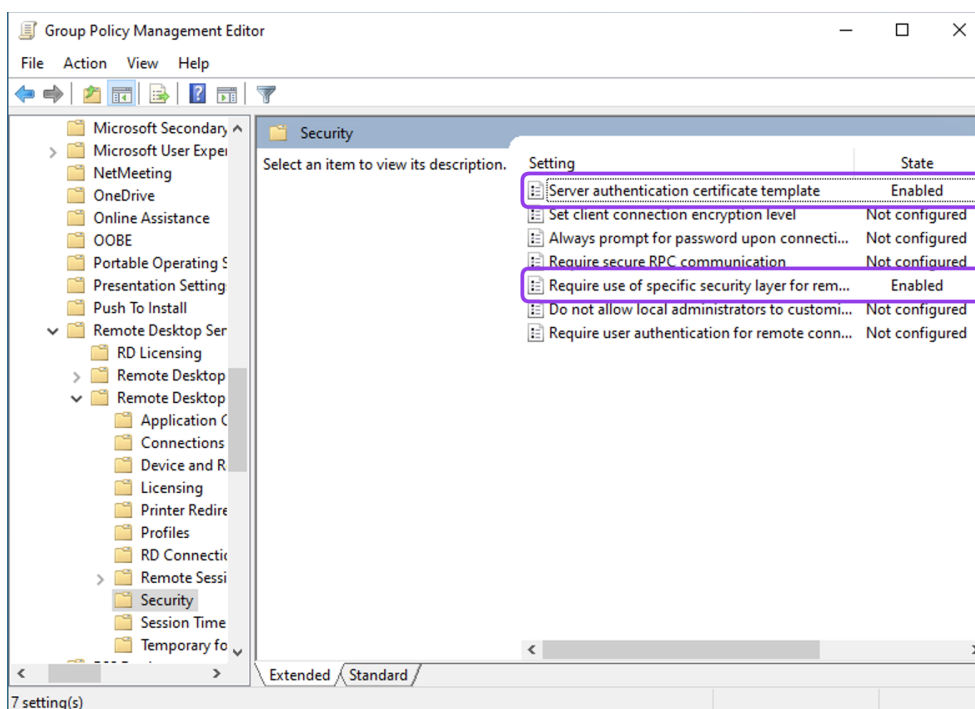 Group Policy Management Editor
File Action View Help
Microsoft Secondary
Microsoft User Exper
NetMeeting
OneDrive
Online Assistance
OOBE
Portable Operating S
Presentation Setting
Push To Install
Remote Desktop Ser
RD Licensing
Remote Desktop
Remote Desktop
Application C
Connections
Device and R
Licensing
Printer Redire
Profiles
RD Connectic
Remote Sessi
Security
Session Time
Temporary fo
Security
Select an item to view its description.
Setting State
Server authentication certificate template Enabled
Set client connection encryption level Not configured
Always prompt for password upon connecti... Not configured
Require secure RPC communication Not configured
Require use of specific security layer for rem... Enabled
Do not allow local administrators to customi... Not configured
Require user authentication for remote conn... Not configured
Extended Standard
7 setting(s)